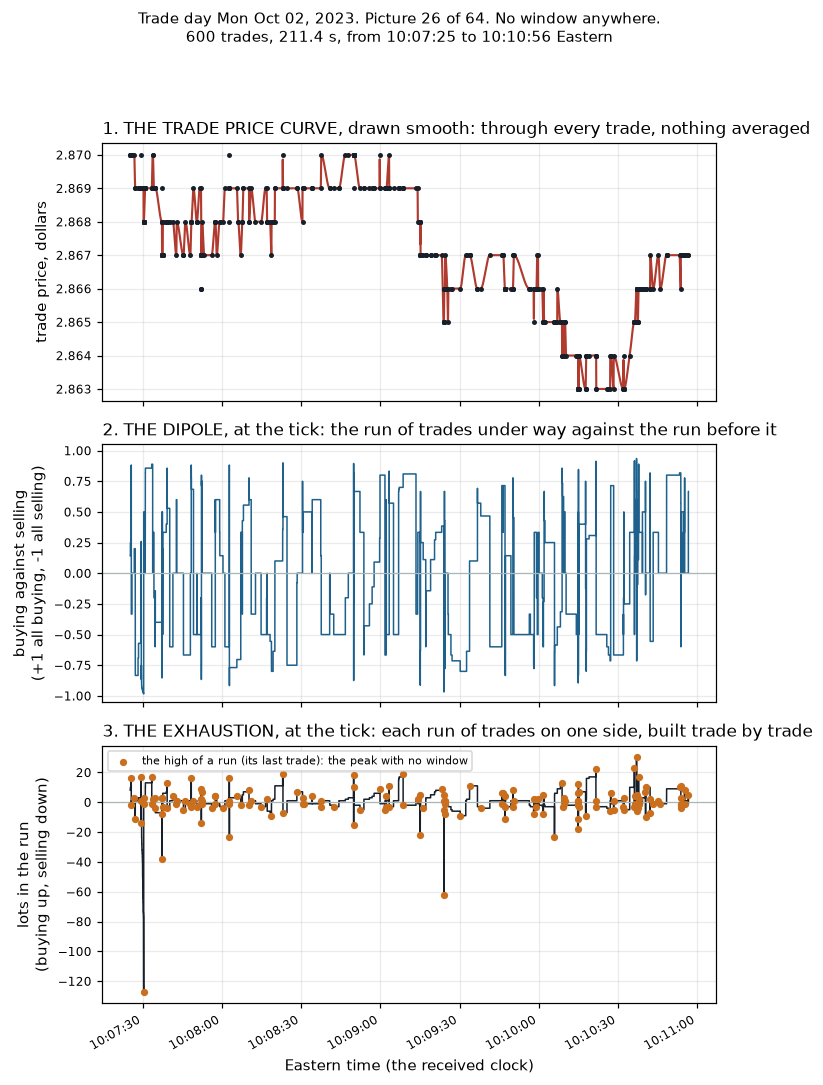 Trade day Mon Oct 02, 2023. Picture 26 of 64. No window anywhere.
600 trades, 211.4 s, from 10:07:25 to 10:10:56 Eastern
1. THE TRADE PRICE CURVE, drawn smooth: through every trade, nothing averaged
trade price, dollars
2.870
2.869
2.868
2.867
2.866
2.865
2.864
2.863
2. THE DIPOLE, at the tick: the run of trades under way against the run before it
buying against selling
(+1 all buying, -1 all selling)
1.00
0.75
0.50
0.25
0.00
−0.25
−0.50
−0.75
−1.00
3. THE EXHAUSTION, at the tick: each run of trades on one side, built trade by trade
the high of a run (its last trade): the peak with no window
lots in the run
(buying up, selling down)
20
0
−20
−40
−60
−80
−100
−120
10:07:30
10:08:00
10:08:30
10:09:00
10:09:30
10:10:00
10:10:30
10:11:00
Eastern time (the received clock)